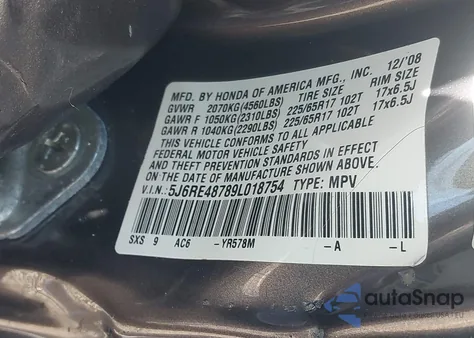 MFD. BY HONDA OF AMERICA MFG., INC. 12/'08
GVWR 2070KG(4560LBS) TIRE SIZE RIM SIZE
GAWR F 1050KG(2310LBS) 225/65R17 102T 17x6.5J
GAWR R 1040KG(2290LBS) 225/65R17 102T 17x6.5J
THIS VEHICLE CONFORMS TO ALL APPLICABLE
FEDERAL MOTOR VEHICLE SAFETY AND
THEFT PREVENTION STANDARDS IN EFFECT
ON THE DATE OF MANUFACTURE SHOWN ABOVE.
V.I.N.: 5J6RE48789L018754 TYPE: MPV
SXS 9 AC6 -YR578M -A -L
autoSnap